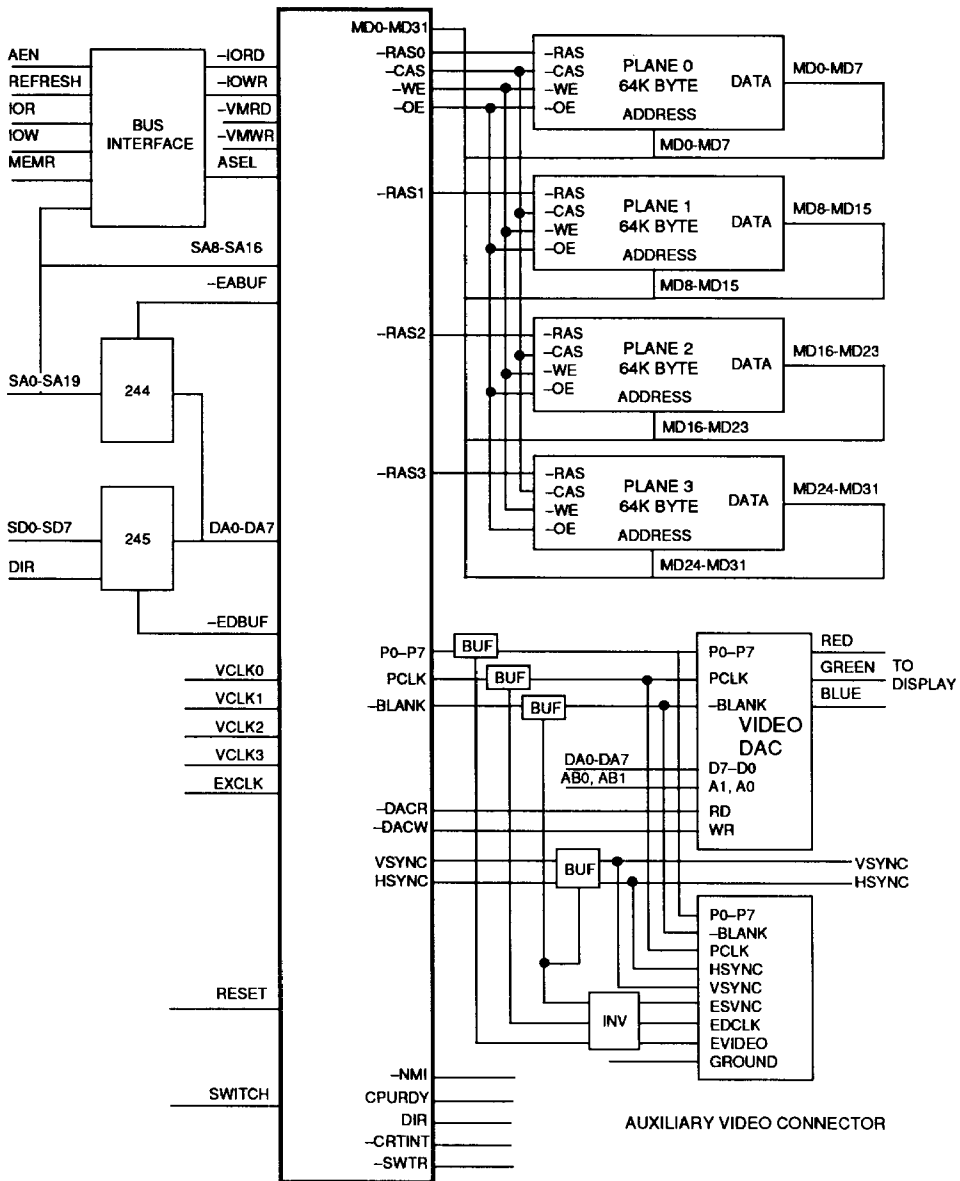 AEN
REFRESH
IOR
IOW
MEMR
BUS
INTERFACE
-IORD
-IOWR
-VMRD
-VMWR
ASEL
SA8-SA16
-EABUF
SA0-SA19
244
SD0-SD7
245
DA0-DA7
DIR
-EDBUF
VCLK0
VCLK1
VCLK2
VCLK3
EXCLK
RESET
SWITCH
MD0-MD31
-RAS0
-CAS
-WE
-OE
-RAS
-CAS
-WE
-OE
PLANE 0
64K BYTE
DATA
ADDRESS
MD0-MD7
MD0-MD7
-RAS1
-RAS
-CAS
-WE
-OE
PLANE 1
64K BYTE
DATA
ADDRESS
MD8-MD15
MD8-MD15
-RAS2
-RAS
-CAS
-WE
-OE
PLANE 2
64K BYTE
DATA
ADDRESS
MD16-MD23
MD16-MD23
-RAS3
-RAS
-CAS
-WE
-OE
PLANE 3
64K BYTE
DATA
ADDRESS
MD24-MD31
MD24-MD31
P0-P7
PCLK
-BLANK
BUF
BUF
BUF
P0-P7
PCLK
-BLANK
VIDEO
DAC
RED
GREEN
BLUE
TO
DISPLAY
DA0-DA7
AB0, AB1
D7-D0
A1, A0
-DACR
-DACW
RD
WR
VSYNC
HSYNC
BUF
VSYNC
HSYNC
P0-P7
-BLANK
PCLK
HSYNC
VSYNC
ESVNC
EDCLK
EVIDEO
GROUND
INV
-NMI
CPURDY
DIR
-CRTINT
-SWTR
AUXILIARY VIDEO CONNECTOR